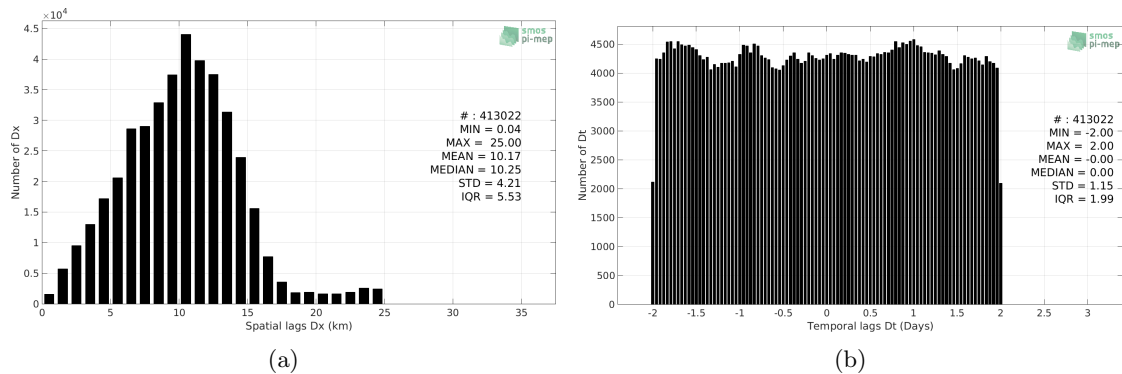 ×10⁴
4.5
4
3.5
3
2.5
2
1.5
1
0.5
0
Number of Dx
0 5 10 15 20 25 30 35
Spatial lags Dx (km)
smos
pi-mep
# : 413022
MIN = 0.04
MAX = 25.00
MEAN = 10.17
MEDIAN = 10.25
STD = 4.21
IQR = 5.53
(a)
4500
4000
3500
3000
2500
2000
1500
1000
500
0
Number of Dt
-2 -1.5 -1 -0.5 0 0.5 1 1.5 2 2.5 3
Temporal lags Dt (Days)
smos
pi-mep
# : 413022
MIN = -2.00
MAX = 2.00
MEAN = -0.00
MEDIAN = 0.00
STD = 1.15
IQR = 1.99
(b)